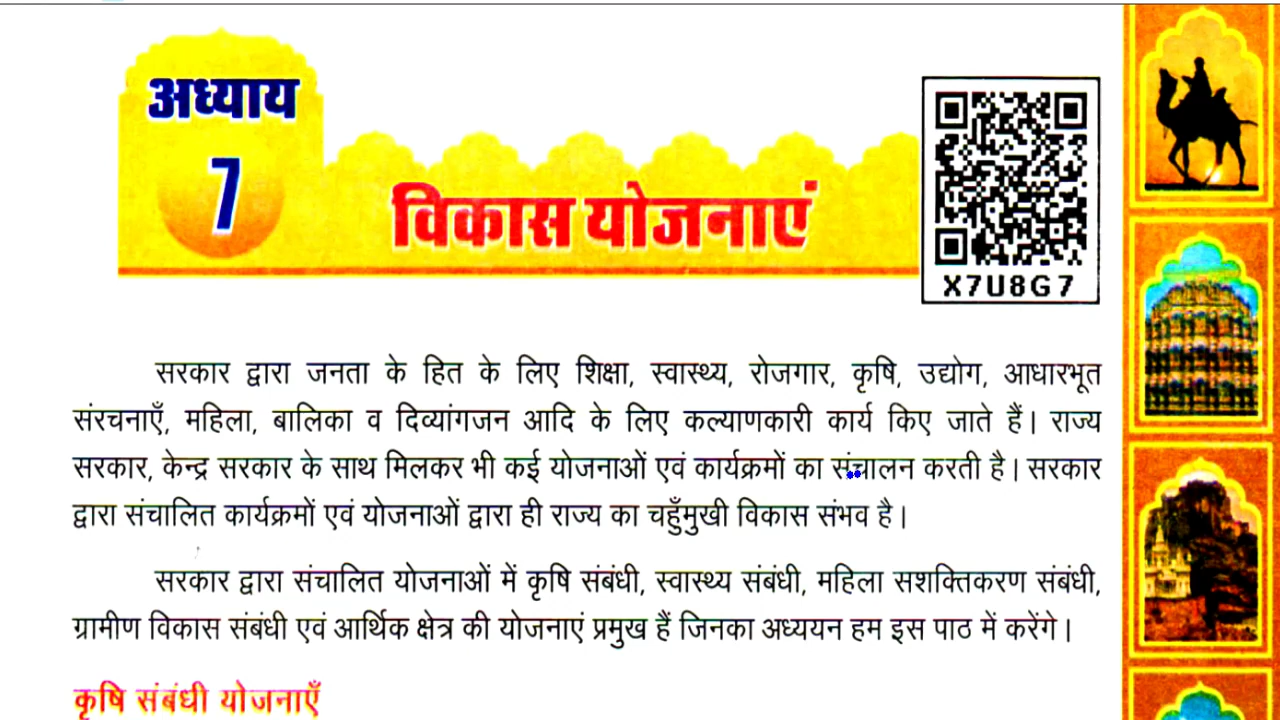 अध्याय
7
विकास योजनाएं
X7U8G7
सरकार द्वारा जनता के हित के लिए शिक्षा, स्वास्थ्य, रोजगार, कृषि, उद्योग, आधारभूत
संरचनाएँ, महिला, बालिका व दिव्यांगजन आदि के लिए कल्याणकारी कार्य किए जाते हैं। राज्य
सरकार, केन्द्र सरकार के साथ मिलकर भी कई योजनाओं एवं कार्यक्रमों का संचालन करती है। सरकार
द्वारा संचालित कार्यक्रमों एवं योजनाओं द्वारा ही राज्य का चहुँमुखी विकास संभव है।
सरकार द्वारा संचालित योजनाओं में कृषि संबंधी, स्वास्थ्य संबंधी, महिला सशक्तिकरण संबंधी,
ग्रामीण विकास संबंधी एवं आर्थिक क्षेत्र की योजनाएं प्रमुख हैं जिनका अध्ययन हम इस पाठ में करेंगे।
कृषि संबंधी योजनाएँ